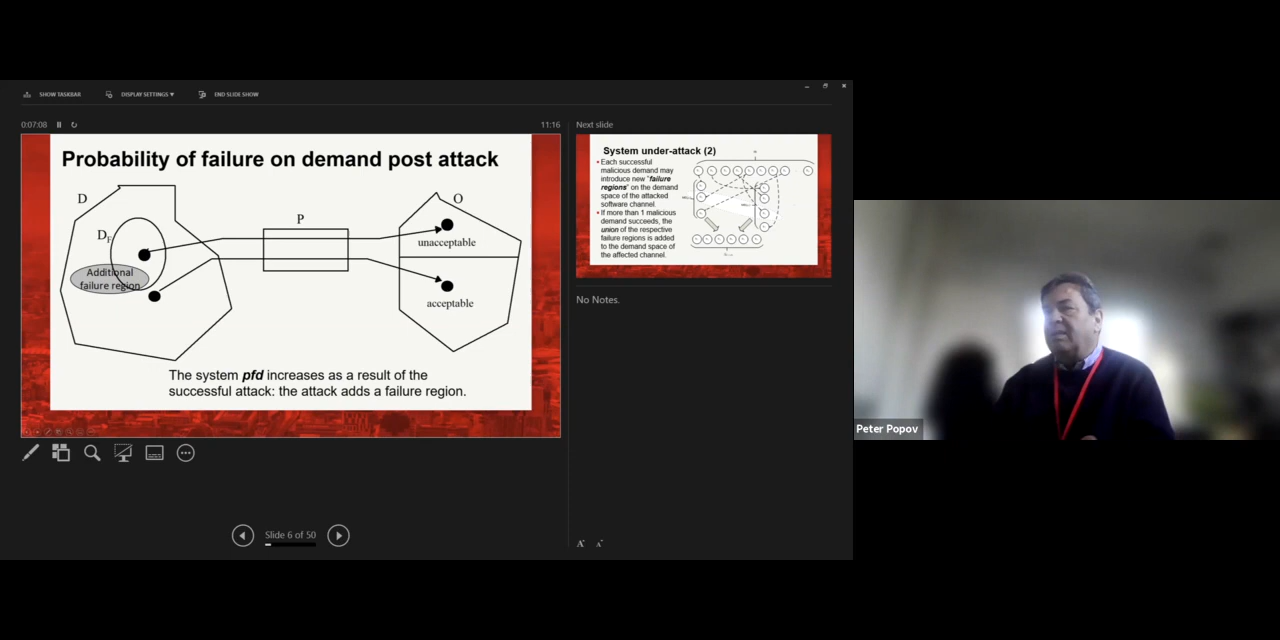 SHOW TASKBAR
DISPLAY SETTINGS ▼
END SLIDE SHOW
0:07:08
11:16
Next slide
Probability of failure on demand post attack
D
D
P
O
unacceptable
Additional
failure region
acceptable
The system pfd increases as a result of the
successful attack: the attack adds a failure region.
System under-attack (2)
• Each successful
malicious demand may
introduce new "failure
regions" on the demand
space of the attacked
software channel.
• If more than 1 malicious
demand succeeds, the
union of the respective
failure regions is added
to the demand space of
the affected channel.
No Notes.
Slide 6 of 50
A
A
Peter Popov